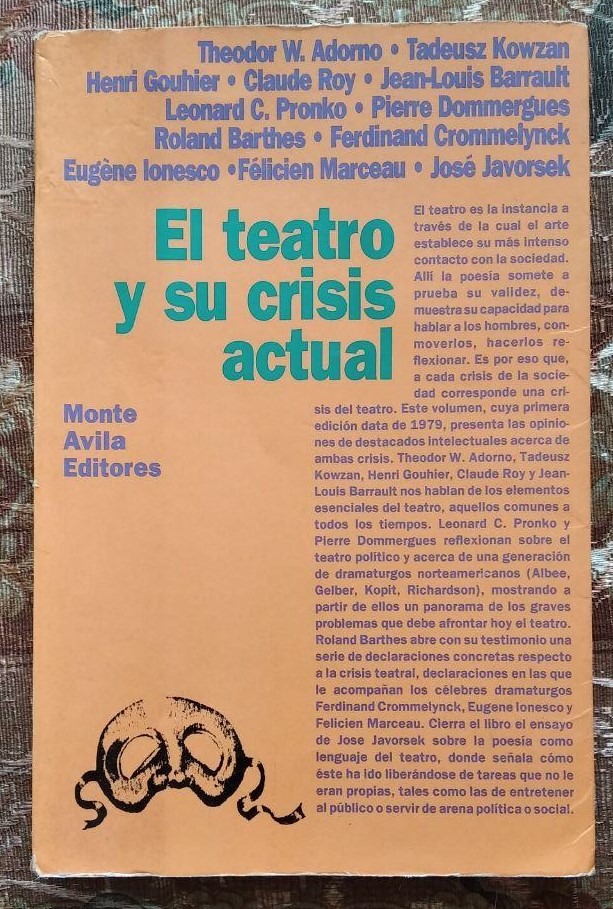 Theodor W. Adorno • Tadeusz Kowzan
Henri Gouhier • Claude Roy • Jean-Louis Barrault
Leonard C. Pronko • Pierre Dommergues
Roland Barthes • Ferdinand Crommelynck
Eugène Ionesco • Félicien Marceau • José Javorsek
El teatro
y su crisis
actual
Monte
Avila
Editores
El teatro es la instancia a
través de la cual el arte
establece su más intenso
contacto con la sociedad.
Allí la poesía somete a
prueba su validez, de-
muestra su capacidad para
hablar a los hombres, con-
moverlos, hacerlos re-
flexionar. Es por eso que,
a cada crisis de la socie-
dad corresponde una cri-
sis del teatro. Este volumen, cuya primera
edición data de 1979, presenta las opinio-
nes de destacados intelectuales acerca de
ambas crisis. Theodor W. Adorno, Tadeusz
Kowzan, Henri Gouhier, Claude Roy y Jean-
Louis Barrault nos hablan de los elementos
esenciales del teatro, aquellos comunes a
todos los tiempos. Leonard C. Pronko y
Pierre Dommergues reflexionan sobre el
teatro político y acerca de una generación
de dramaturgos norteamericanos (Albee,
Gelber, Kopit, Richardson), mostrando a
partir de ellos un panorama de los graves
problemas que debe afrontar hoy el teatro.
Roland Barthes abre con su testimonio una
serie de declaraciones concretas respecto
a la crisis teatral, declaraciones en las que
le acompañan los célebres dramaturgos
Ferdinand Crommelynck, Eugene Ionesco y
Felicien Marceau. Cierra el libro el ensayo
de Jose Javorsek sobre la poesía como
lenguaje del teatro, donde señala cómo
éste ha ido liberándose de tareas que no le
eran propias, tales como las de entretener
al público o servir de arena política o social.